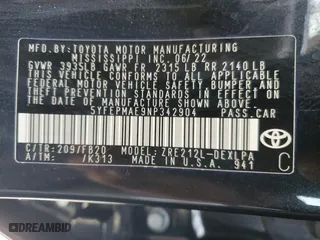 MFD. BY: TOYOTA MOTOR MANUFACTURING
MISSISSIPPI INC. 06/22
GVWR 3935LB GAWR FR 2315 LB RR 2140 LB
THIS VEHICLE CONFORMS TO ALL APPLICABLE
FEDERAL MOTOR VEHICLE SAFETY, BUMPER, AND
THEFT PREVENTION STANDARDS IN EFFECT ON
THE DATE OF MANUFACTURE SHOWN ABOVE.
5YFEPMAE9NP342904 PASS.CAR
C/TR:209/FB20 MODEL: ZRE212L-DEXLPA
A/TM: /K313 MADE IN U.S.A.
941
TOYOTA
C
DREAMBID